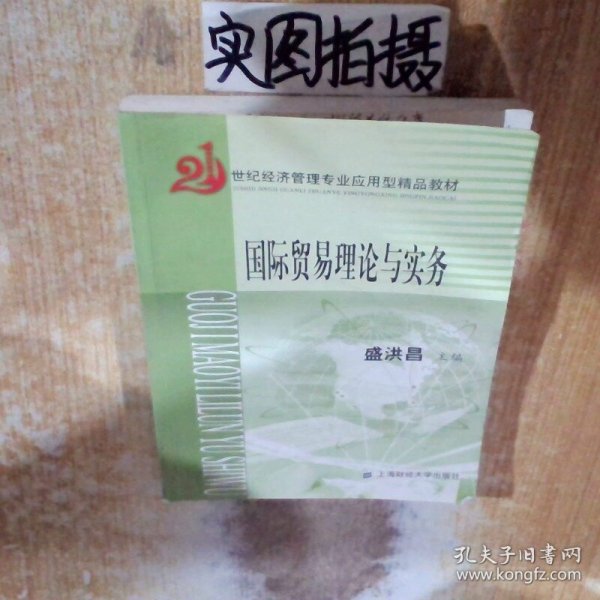 实图拍摄
21世纪经济管理专业应用型精品教材
国际贸易理论与实务
盛洪昌 主编
GUOJI MAOYI LILUN YU SHIWU
上海财经大学出版社
孔夫子旧书网
www.kongfz.com